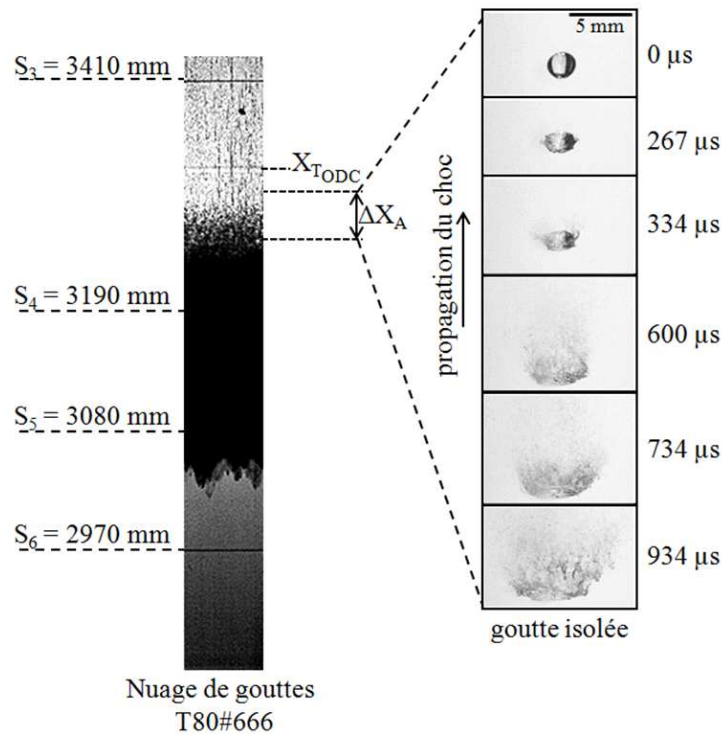 S3 = 3410 mm
XTODC
ΔXA
S4 = 3190 mm
S5 = 3080 mm
S6 = 2970 mm
Nuage de gouttes
T80#666
propagation du choc
5 mm
0 µs
267 µs
334 µs
600 µs
734 µs
934 µs
goutte isolée